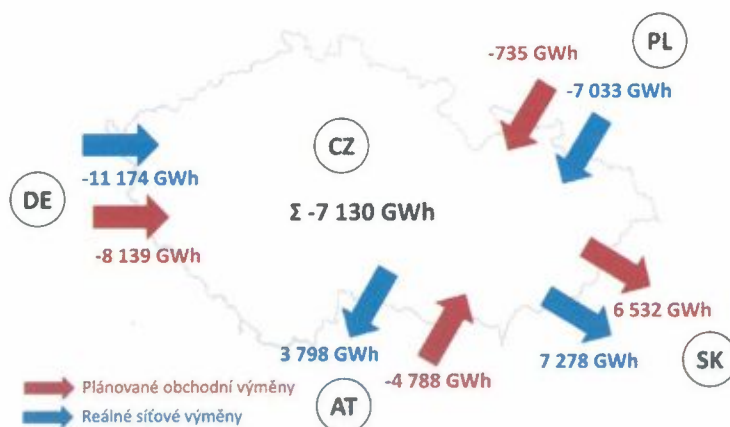 PL
-735 GWh
-7 033 GWh
CZ
-11 174 GWh
DE
Σ -7 130 GWh
-8 139 GWh
6 532 GWh
3 798 GWh
7 278 GWh
SK
-4 788 GWh
Plánované obchodní výměny
AT
Reálné síťové výměny